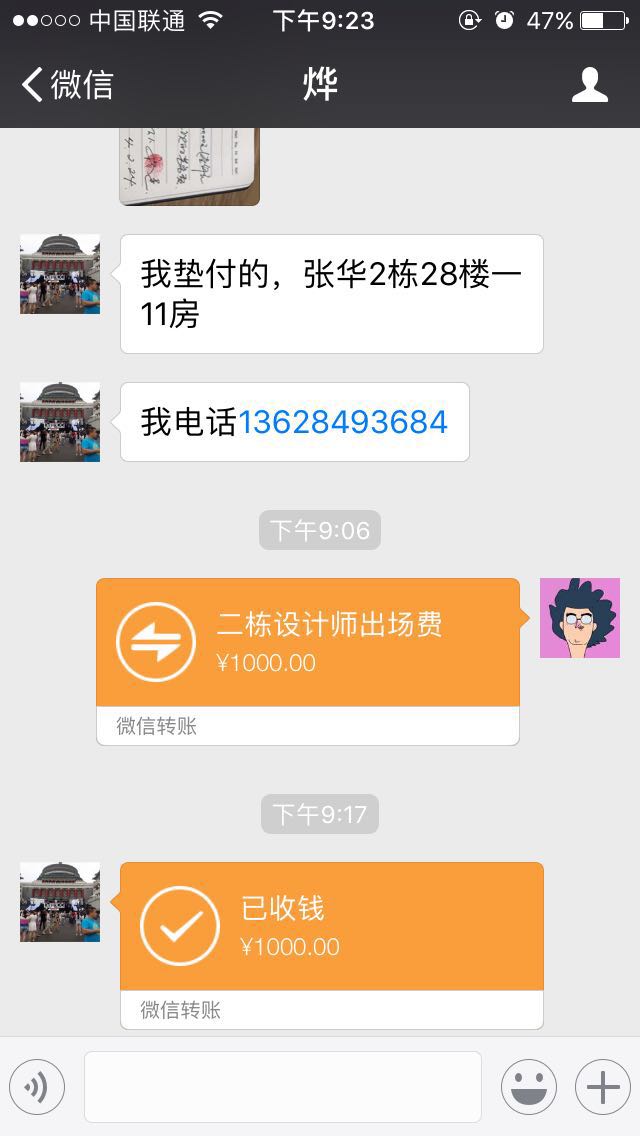 中国联通 下午9:23 47%
微信 烨
我垫付的，张华2栋28楼一
11房
我电话13628493684
下午9:06
二栋设计师出场费
¥1000.00
微信转账
下午9:17
已收钱
¥1000.00
微信转账